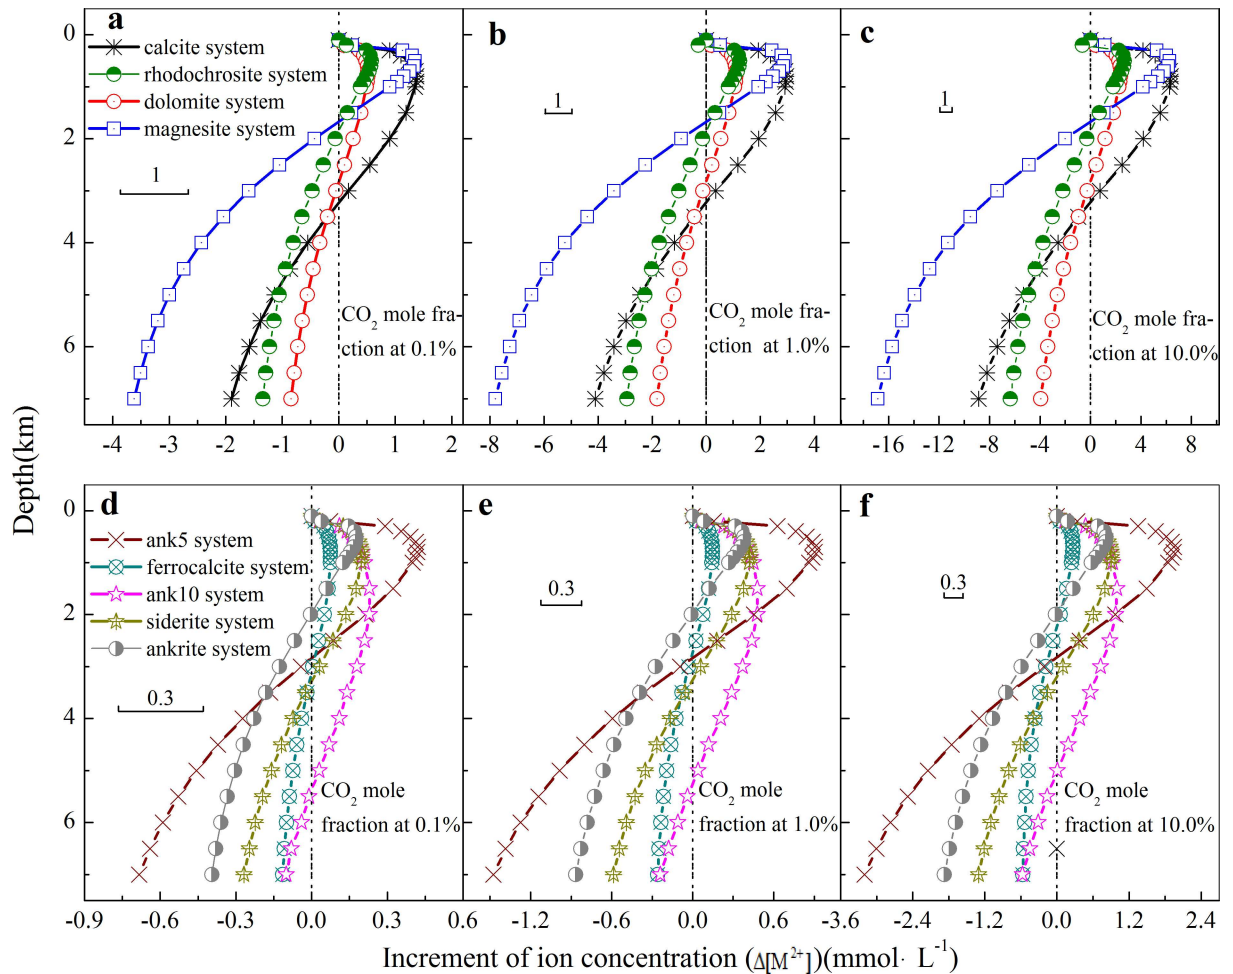 a
b
c
calcite system
rhodochrosite system
dolomite system
magnesite system
1
1
1
0
2
4
6
CO2 mole fra-
ction at 0.1%
CO2 mole fra-
ction at 1.0%
CO2 mole fra-
ction at 10.0%
-4 -3 -2 -1 0 1 2
-8 -6 -4 -2 0 2 4
-16 -12 -8 -4 0 4 8
Depth(km)
d
e
f
ank5 system
ferrocalcite system
ank10 system
siderite system
ankrite system
0.3
0.3
0.3
0
2
4
6
CO2 mole
fraction at 0.1%
CO2 mole
fraction at 1.0%
CO2 mole
fraction at 10.0%
-0.9 -0.6 -0.3 0.0 0.3 0.6
-1.2 -0.6 0.0 0.6
-3.6 -2.4 -1.2 0.0 1.2 2.4
Increment of ion concentration (Δ[M2+])(mmol· L-1)